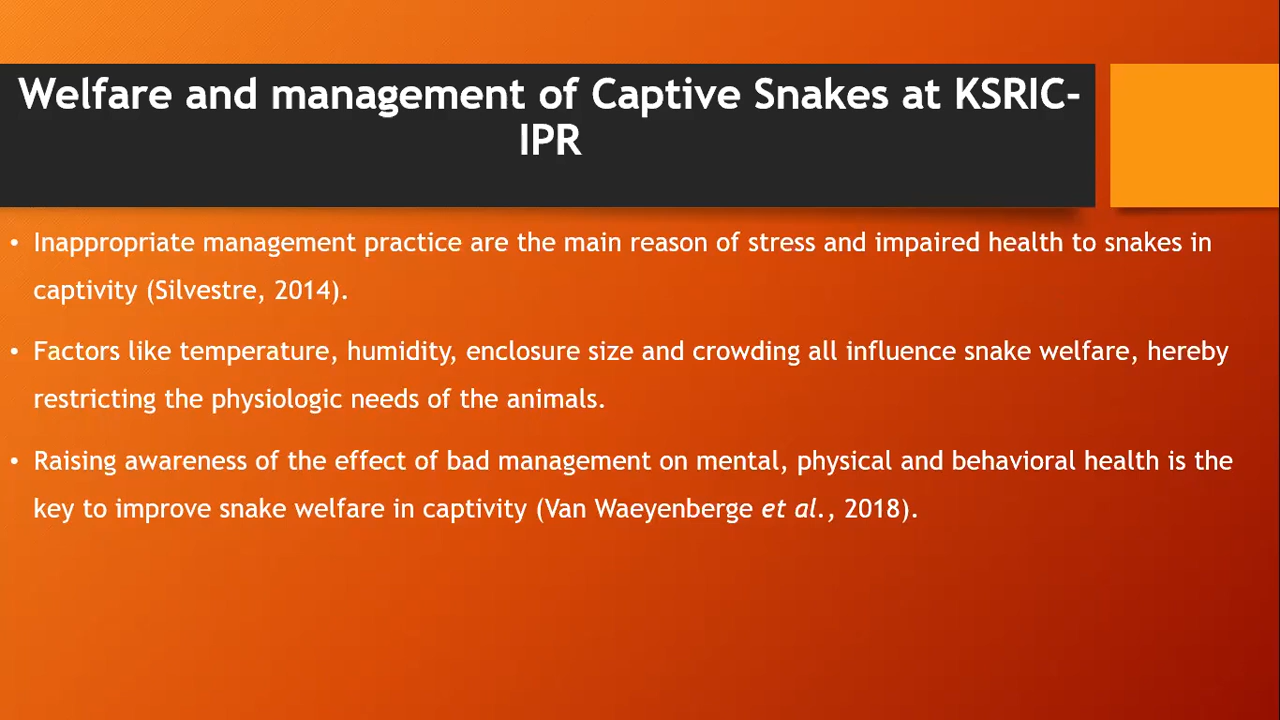 Welfare and management of Captive Snakes at KSRIC-
IPR
• Inappropriate management practice are the main reason of stress and impaired health to snakes in
captivity (Silvestre, 2014).
• Factors like temperature, humidity, enclosure size and crowding all influence snake welfare, hereby
restricting the physiologic needs of the animals.
• Raising awareness of the effect of bad management on mental, physical and behavioral health is the
key to improve snake welfare in captivity (Van Waeyenberge et al., 2018).